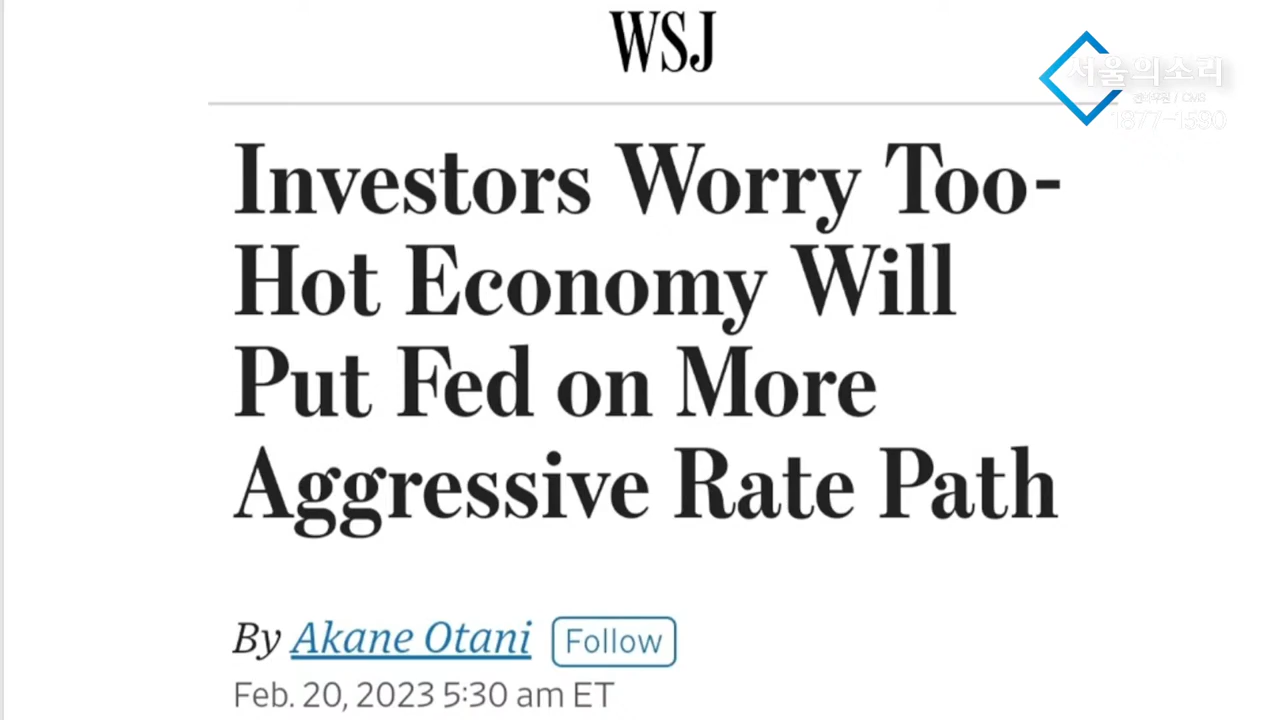 WSJ
서울의소리
1877-1580
Investors Worry Too-
Hot Economy Will
Put Fed on More
Aggressive Rate Path
By Akane Otani Follow
Feb. 20, 2023 5:30 am ET